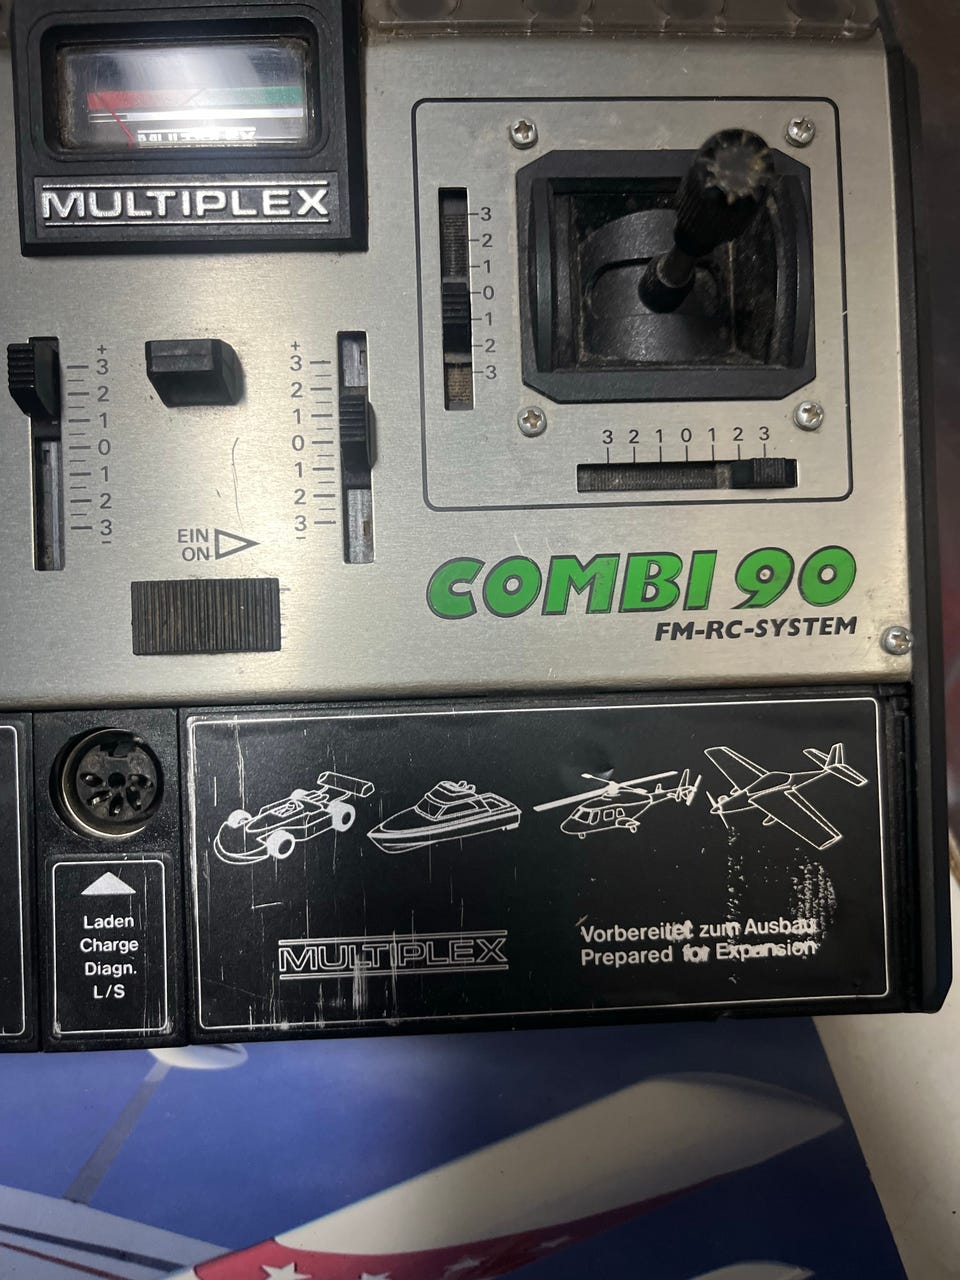 MULTIPLEX
MULTIPLEX
3
2
1
0
1
2
3
+
3
2
1
0
1
2
3
-
+
3
2
1
0
1
2
3
-
3 2 1 0 1 2 3
EIN
ON
COMBI 90
FM-RC-SYSTEM
Laden
Charge
Diagn.
L/S
MULTIPLEX
Vorbereitet zum Ausbau
Prepared for Expansion